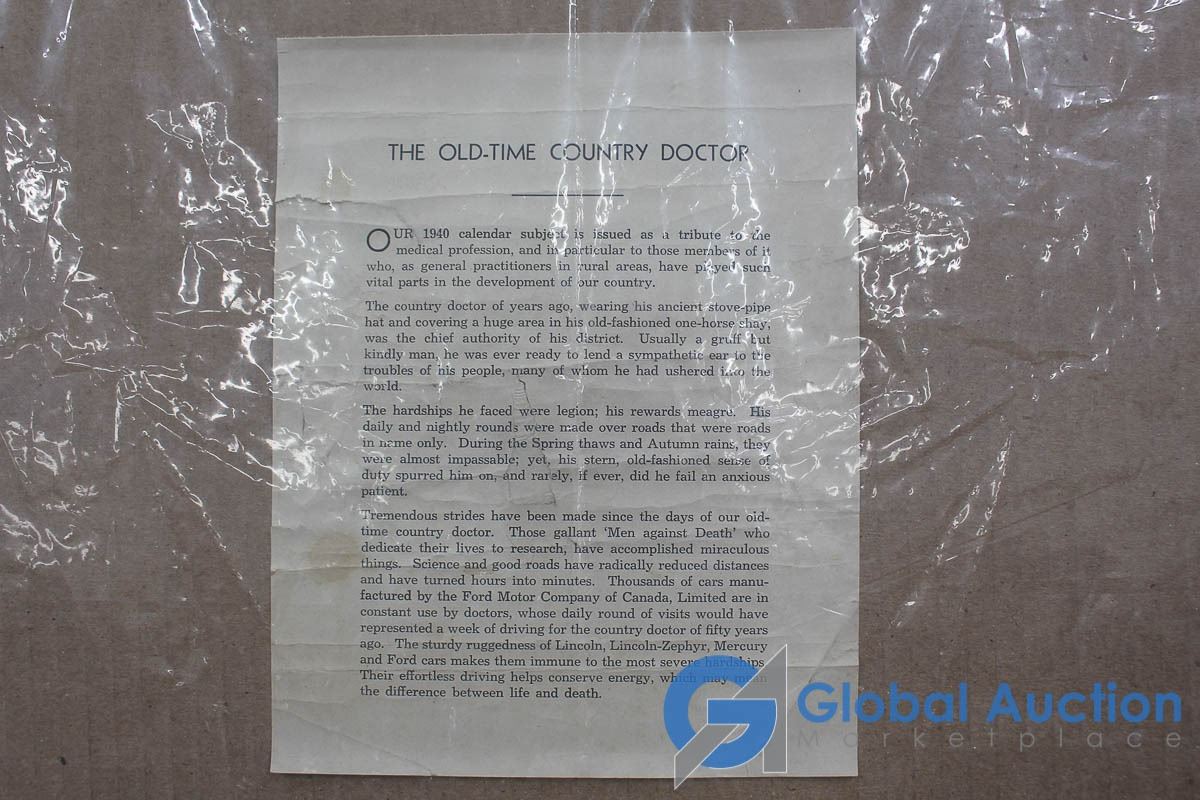 THE OLD-TIME COUNTRY DOCTOR
OUR 1940 calendar subject is issued as a tribute to the
medical profession, and in particular to those members of it
who, as general practitioners in rural areas, have played such
vital parts in the development of our country.
The country doctor of years ago, wearing his ancient stove-pipe
hat and covering a huge area in his old-fashioned one-horse shay,
was the chief authority of his district. Usually a gruff but
kindly man, he was ever ready to lend a sympathetic ear to the
troubles of his people, many of whom he had ushered into the
world.
The hardships he faced were legion; his rewards meagre. His
daily and nightly rounds were made over roads that were roads
in name only. During the Spring thaws and Autumn rains, they
were almost impassable; yet, his stern, old-fashioned sense of
duty spurred him on, and rarely, if ever, did he fail an anxious
patient.
Tremendous strides have been made since the days of our old-
time country doctor. Those gallant 'Men against Death' who
dedicate their lives to research, have accomplished miraculous
things. Science and good roads have radically reduced distances
and have turned hours into minutes. Thousands of cars manu-
factured by the Ford Motor Company of Canada, Limited are in
constant use by doctors, whose daily round of visits would have
represented a week of driving for the country doctor of fifty years
ago. The sturdy ruggedness of Lincoln, Lincoln-Zephyr, Mercury
and Ford cars makes them immune to the most severe hardships.
Their effortless driving helps conserve energy, which may mean
the difference between life and death.
GA Global Auction
Marketplace